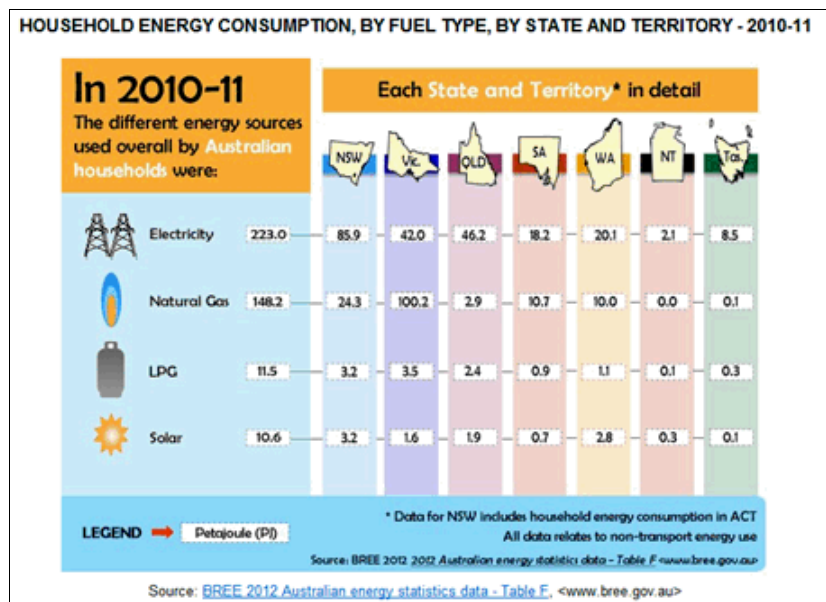 HOUSEHOLD ENERGY CONSUMPTION, BY FUEL TYPE, BY STATE AND TERRITORY - 2010-11
In 2010-11
The different energy sources
used overall by Australian
households were:
Each State and Territory* in detail
NSW Vic. QLD SA WA NT Tas.
Electricity 223.0 85.9 42.0 46.2 18.2 20.1 2.1 8.5
Natural Gas 148.2 24.3 100.2 2.9 10.7 10.0 0.0 0.1
LPG 11.5 3.2 3.5 2.4 0.9 1.1 0.1 0.3
Solar 10.6 3.2 1.6 1.9 0.7 2.8 0.3 0.1
LEGEND Petajoule (PJ)
* Data for NSW includes household energy consumption in ACT
All data relates to non-transport energy use
Source: BREE 2012 2012 Australian energy statistics data - Table F <www.bree.gov.au>
Source: BREE 2012 Australian energy statistics data - Table F, <www.bree.gov.au>